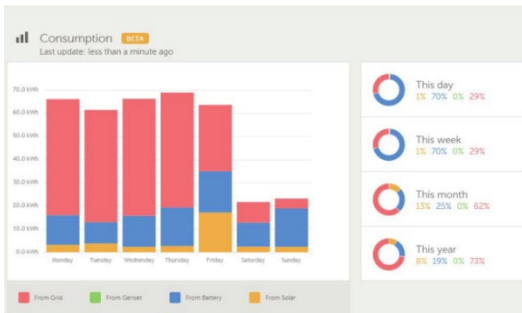 Consumption BETA
Last update: less than a minute ago
70.0 kWh
60.0 kWh
50.0 kWh
40.0 kWh
30.0 kWh
20.0 kWh
10.0 kWh
0.0 kWh
Monday Tuesday Wednesday Thursday Friday Saturday Sunday
From Grid From Genset From Battery From Solar
This day
1% 70% 0% 29%
This week
1% 70% 0% 29%
This month
13% 25% 0% 62%
This year
8% 19% 0% 73%